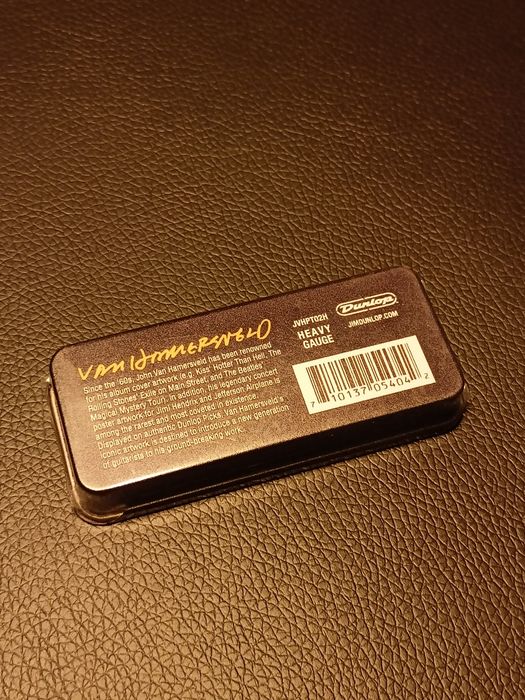 VAN HAMERSVELD
Since the '60s, John Van Hamersveld has been renowned
for his album cover artwork (e.g. Kiss' Hotter Than Hell, The
Rolling Stones' Exile on Main Street, and The Beatles'
Magical Mystery Tour). In addition, his legendary concert
poster artwork for Jimi Hendrix and Jefferson Airplane is
among the rarest and most coveted in existence.
Displayed on authentic Dunlop Picks, Van Hamersveld's
iconic artwork is destined to introduce a new generation
of guitarists to his ground-breaking work.
JVHPT02H
HEAVY
GAUGE
Dunlop
JIMDUNLOP.COM
7 10137 05404 2